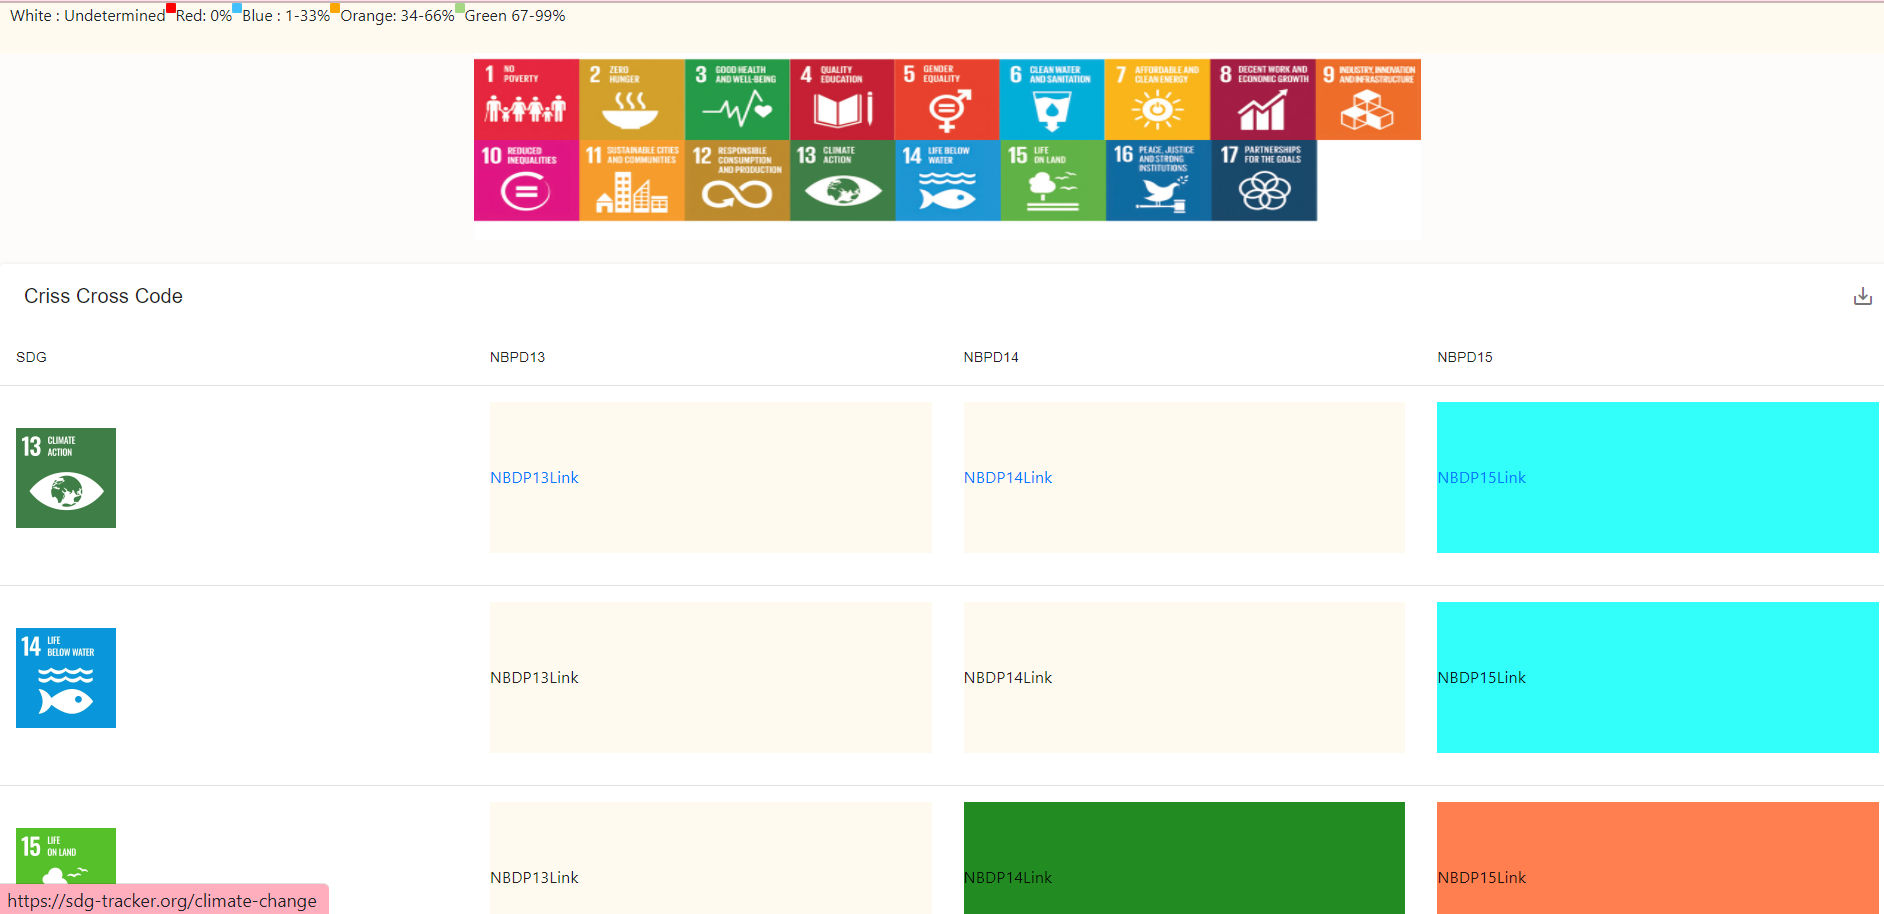 White : Undetermined Red: 0% Blue : 1-33% Orange: 34-66% Green 67-99%
1 NO POVERTY
2 ZERO HUNGER
3 GOOD HEALTH AND WELL-BEING
4 QUALITY EDUCATION
5 GENDER EQUALITY
6 CLEAN WATER AND SANITATION
7 AFFORDABLE AND CLEAN ENERGY
8 DECENT WORK AND ECONOMIC GROWTH
9 INDUSTRY, INNOVATION AND INFRASTRUCTURE
10 REDUCED INEQUALITIES
11 SUSTAINABLE CITIES AND COMMUNITIES
12 RESPONSIBLE CONSUMPTION AND PRODUCTION
13 CLIMATE ACTION
14 LIFE BELOW WATER
15 LIFE ON LAND
16 PEACE, JUSTICE AND STRONG INSTITUTIONS
17 PARTNERSHIPS FOR THE GOALS
Criss Cross Code
SDG NBPD13 NBPD14 NBPD15
13 CLIMATE ACTION
NBDP13Link NBDP14Link NBDP15Link
14 LIFE BELOW WATER
NBDP13Link NBDP14Link NBDP15Link
15 LIFE ON LAND
NBDP13Link NBDP14Link NBDP15Link
https://sdg-tracker.org/climate-change